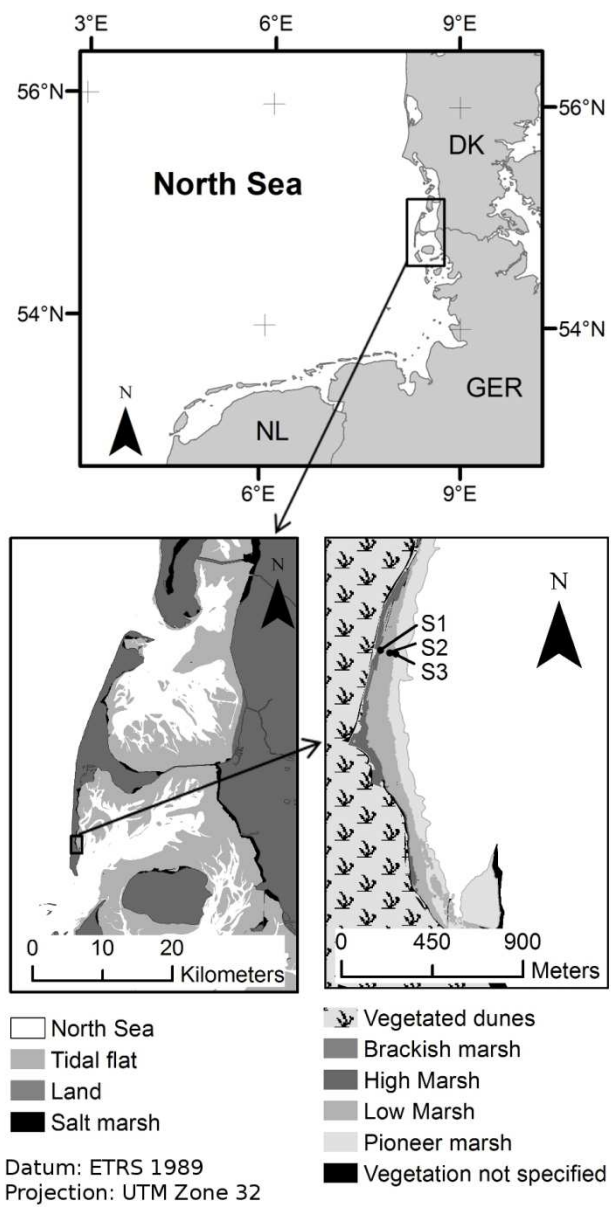 3°E
6°E
9°E
56°N
56°N
DK
North Sea
54°N
54°N
N
GER
NL
6°E
9°E
N
N
S1
S2
S3
0 10 20
Kilometers
0 450 900
Meters
North Sea
Tidal flat
Land
Salt marsh
Vegetated dunes
Brackish marsh
High Marsh
Low Marsh
Pioneer marsh
Vegetation not specified
Datum: ETRS 1989
Projection: UTM Zone 32